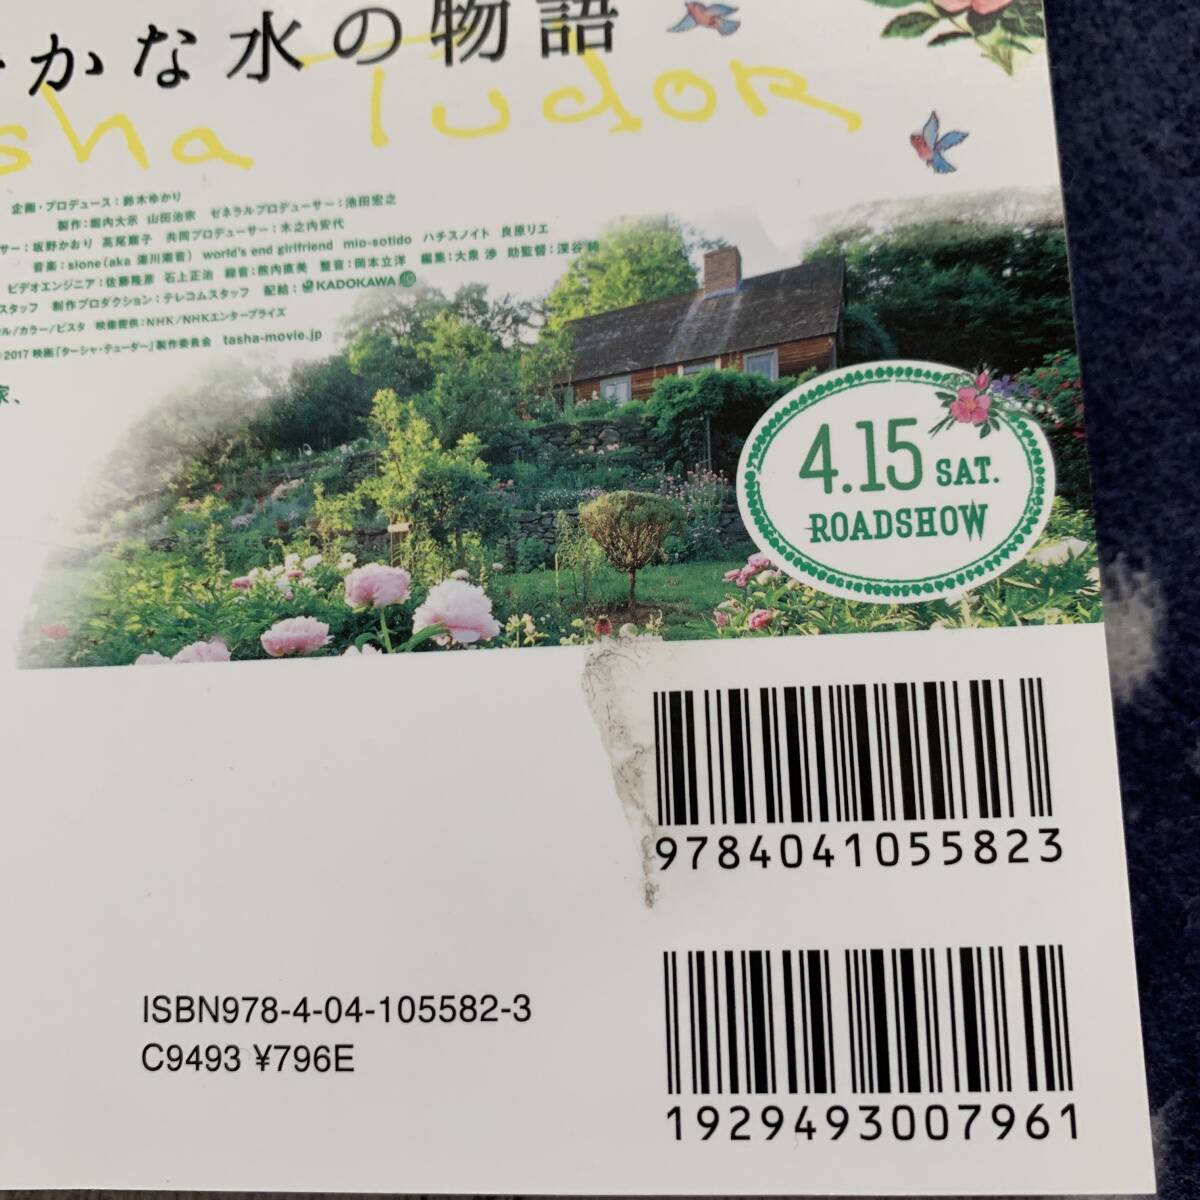 かな水の物語
sha Tudor
企画・プロデュース：鈴木ゆかり
製作：堀内大示 山田治宗 ゼネラルプロデューサー：池田宏之
サー：坂野かおり 高尾順子 共同プロデューサー：木之内安代
音楽：slone（aka 湯川潮音） world's end girlfriend mio-sotido ハチスノイト 良原リエ
ビデオエンジニア：佐藤隆彦 石上正治 録音：熊内直美 整音：岡本立洋 編集：大泉 渉 助監督：深谷
スタッフ 制作プロダクション：テレコムスタッフ 配給：KADOKAWA
ル/カラー/ビスタ 映像提供：NHK/NHKエンタープライズ
©2017 映画「ターシャ・テューダー」製作委員会 tasha-movie.jp
家、
4.15 SAT.
ROADSHOW
9784041055823
ISBN978-4-04-105582-3
C9493 ¥796E
1929493007961